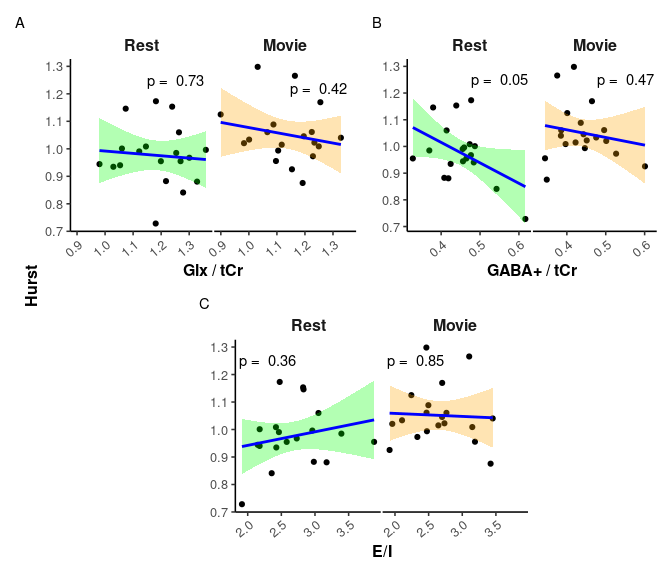 A
Rest
Movie
1.3
1.2
1.1
1.0
0.9
0.8
0.7
p = 0.73
p = 0.42
0.9
1.0
1.1
1.2
1.3
0.9
1.0
1.1
1.2
1.3
Glx / tCr
B
Rest
Movie
1.3
1.2
1.1
1.0
0.9
0.8
0.7
p = 0.05
p = 0.47
0.4
0.5
0.6
0.4
0.5
0.6
GABA+ / tCr
Hurst
C
Rest
Movie
1.3
1.2
1.1
1.0
0.9
0.8
0.7
p = 0.36
p = 0.85
2.0
2.5
3.0
3.5
2.0
2.5
3.0
3.5
E/I